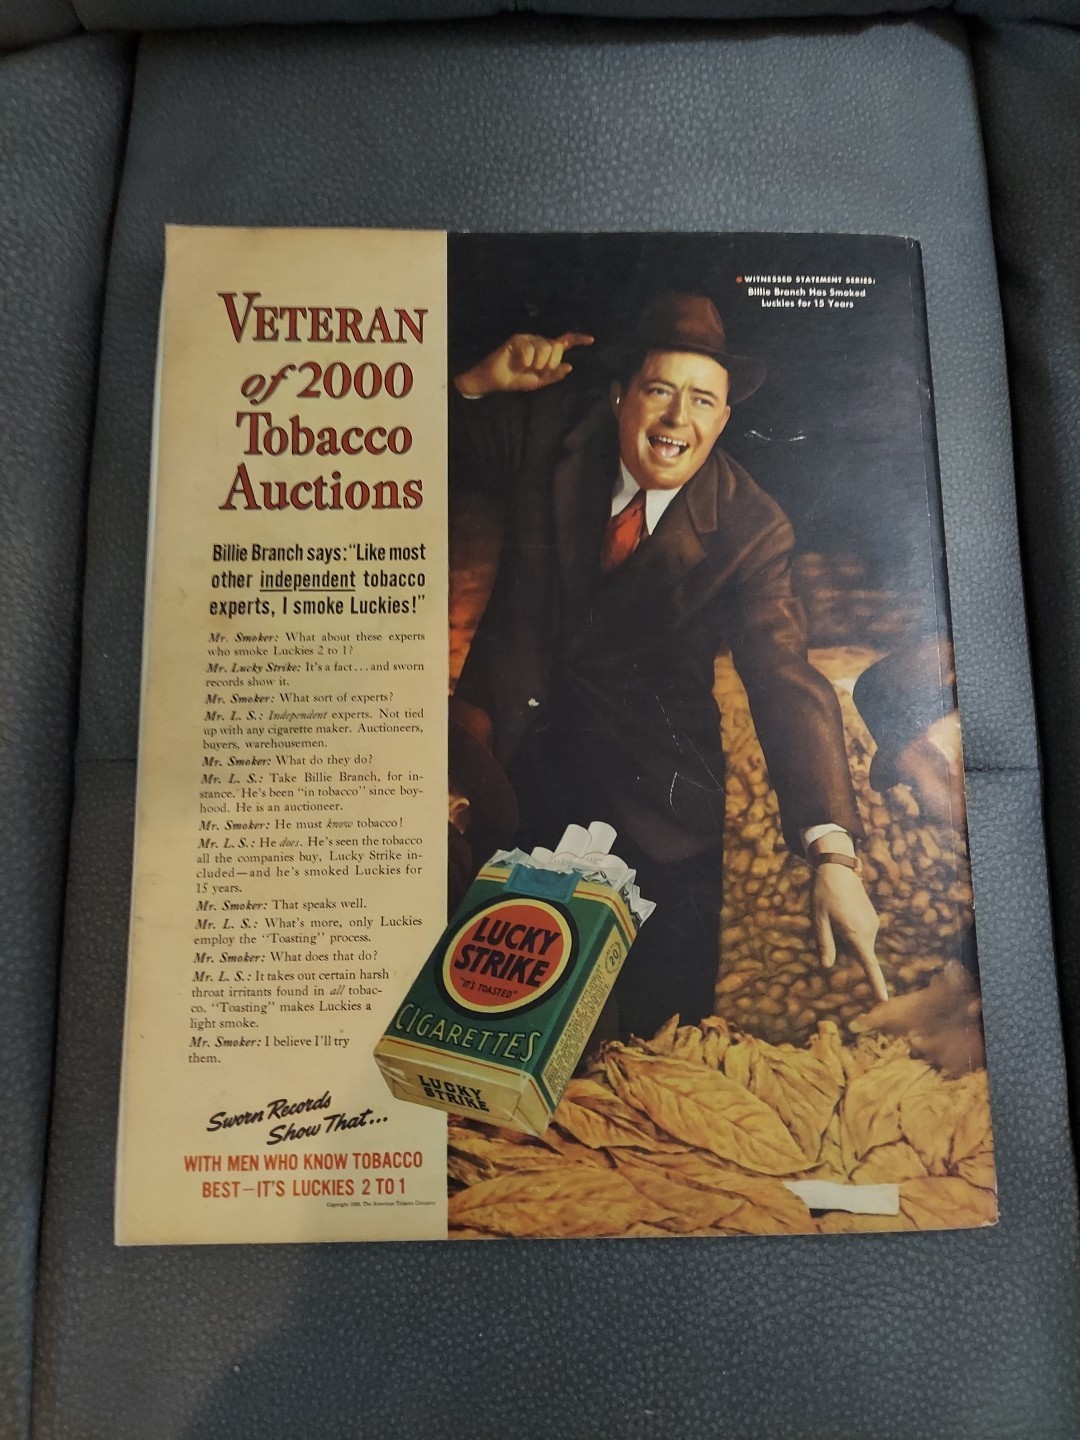 VETERAN
of 2000
Tobacco
Auctions
Billie Branch says: "Like most
other independent tobacco
experts, I smoke Luckies!"
Mr. Smoker: What about these experts
who smoke Luckies 2 to 1?
Mr. Lucky Strike: It's a fact...and sworn
records show it.
Mr. Smoker: What sort of experts?
Mr. L. S.: Independent experts. Not tied
up with any cigarette maker. Auctioneers,
buyers, warehousemen.
Mr. Smoker: What do they do?
Mr. L. S.: Take Billie Branch, for in-
stance. He's been "in tobacco" since boy-
hood. He is an auctioneer.
Mr. Smoker: He must know tobacco!
Mr. L. S.: He does. He's seen the tobacco
all the companies buy, Lucky Strike in-
cluded—and he's smoked Luckies for
15 years.
Mr. Smoker: That speaks well.
Mr. L. S.: What's more, only Luckies
employ the "Toasting" process.
Mr. Smoker: What does that do?
Mr. L. S.: It takes out certain harsh
throat irritants found in all tobac-
co. "Toasting" makes Luckies a
light smoke.
Mr. Smoker: I believe I'll try
them.
Sworn Records
Show That...
WITH MEN WHO KNOW TOBACCO
BEST—IT'S LUCKIES 2 TO 1
The American Tobacco Company
WITNESSED STATEMENT SERIES:
Billie Branch Has Smoked
Luckies for 15 Years
LUCKY
STRIKE
"IT'S TOASTED"
CIGARETTES
20
LUCKY
STRIKE